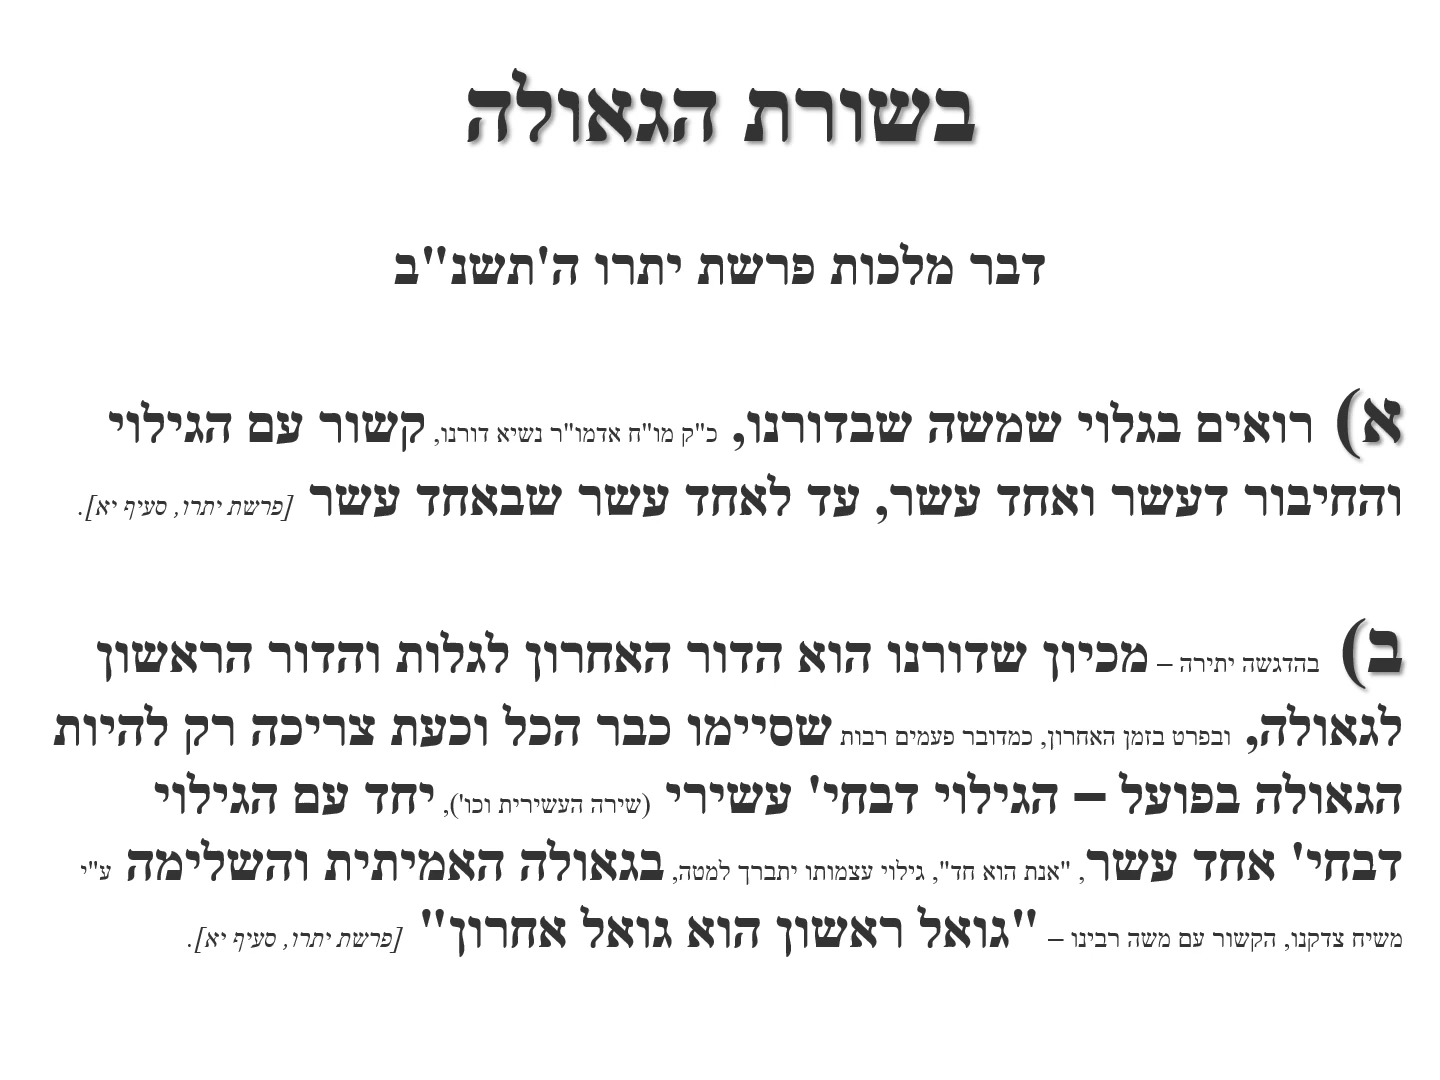 בשורת הגאולה
דבר מלכות פרשת יתרו ה'תשנ"ב
א) רואים בגלוי שמשה שבדורנו, כ"ק מו"ח אדמו"ר נשיא דורנו, קשור עם הגילוי
והחיבור דעשר ואחד עשר, עד לאחד עשר שבאחד עשר [פרשת יתרו, סעיף יא].
ב) בהדגשה יתירה – מכיון שדורנו הוא הדור האחרון לגלות והדור הראשון
לגאולה, ובפרט בזמן האחרון, כמדובר פעמים רבות שסיימו כבר הכל וכעת צריכה רק להיות
הגאולה בפועל – הגילוי דבחי' עשירי (שירה העשירית וכו'), יחד עם הגילוי
דבחי' אחד עשר, "אנת הוא חד", גילוי עצמותו יתברך למטה, בגאולה האמיתית והשלימה ע"י
משיח צדקנו, הקשור עם משה רבינו – "גואל ראשון הוא גואל אחרון" [פרשת יתרו, סעיף יא].